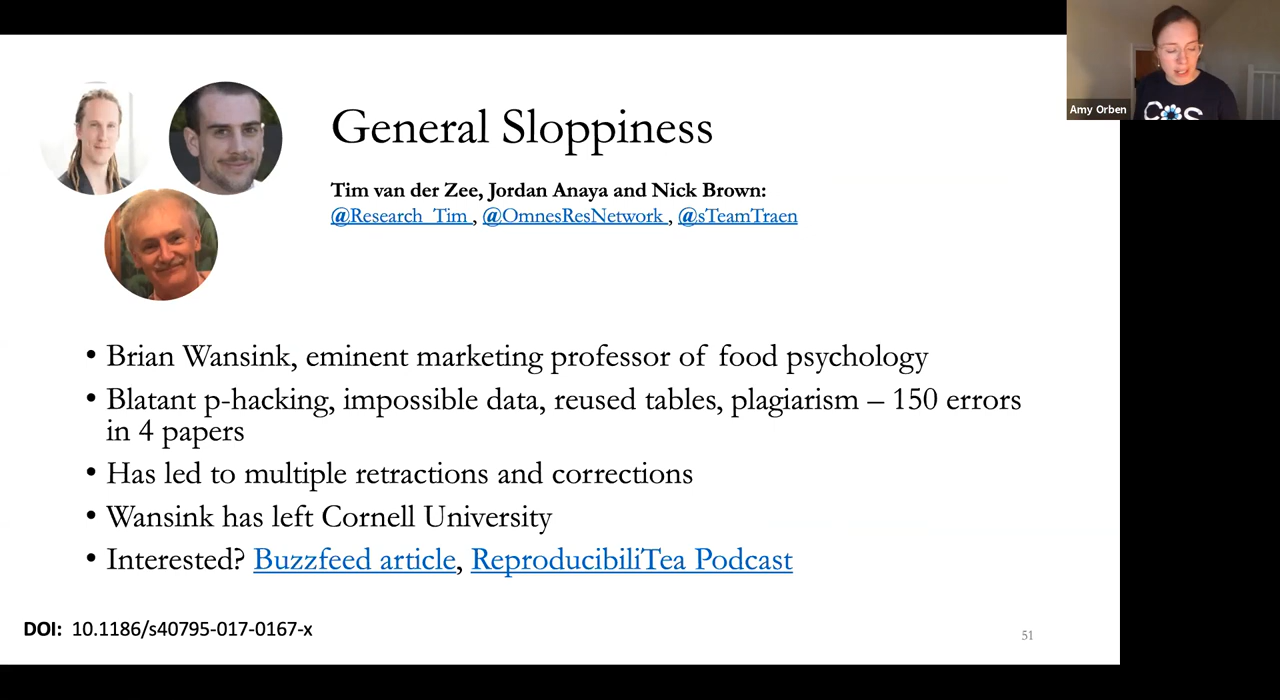 General Sloppiness
Tim van der Zee, Jordan Anaya and Nick Brown:
@Research_Tim , @OmnesResNetwork , @sTeamTraen
• Brian Wansink, eminent marketing professor of food psychology
• Blatant p-hacking, impossible data, reused tables, plagiarism – 150 errors
in 4 papers
• Has led to multiple retractions and corrections
• Wansink has left Cornell University
• Interested? Buzzfeed article, ReproducibiliTea Podcast
DOI: 10.1186/s40795-017-0167-x
51
Amy Orben
COS